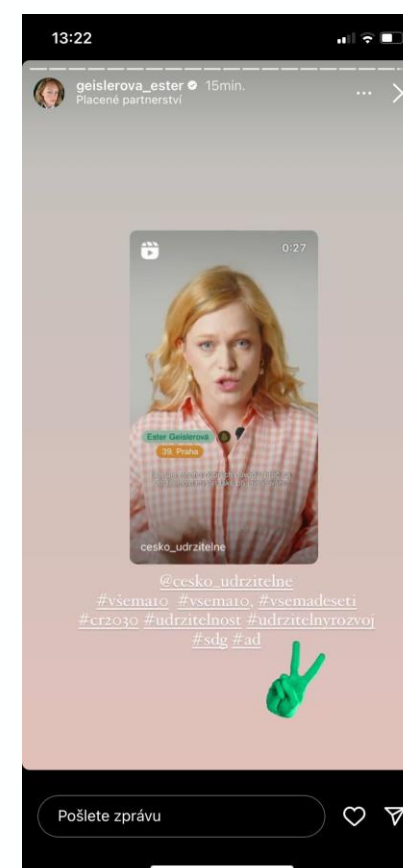 13:22
geislerova_ester 15min.
Placené partnerství
0:27
Ester Geislerová
39, Praha
cesko_udrzitelne
@cesko_udrzitelne
#všema10 #vsema10, #vsemadeseti
#cr2030 #udrzitelnost #udrzitelnyrozvoj
#sdg #ad
Pošlete zprávu